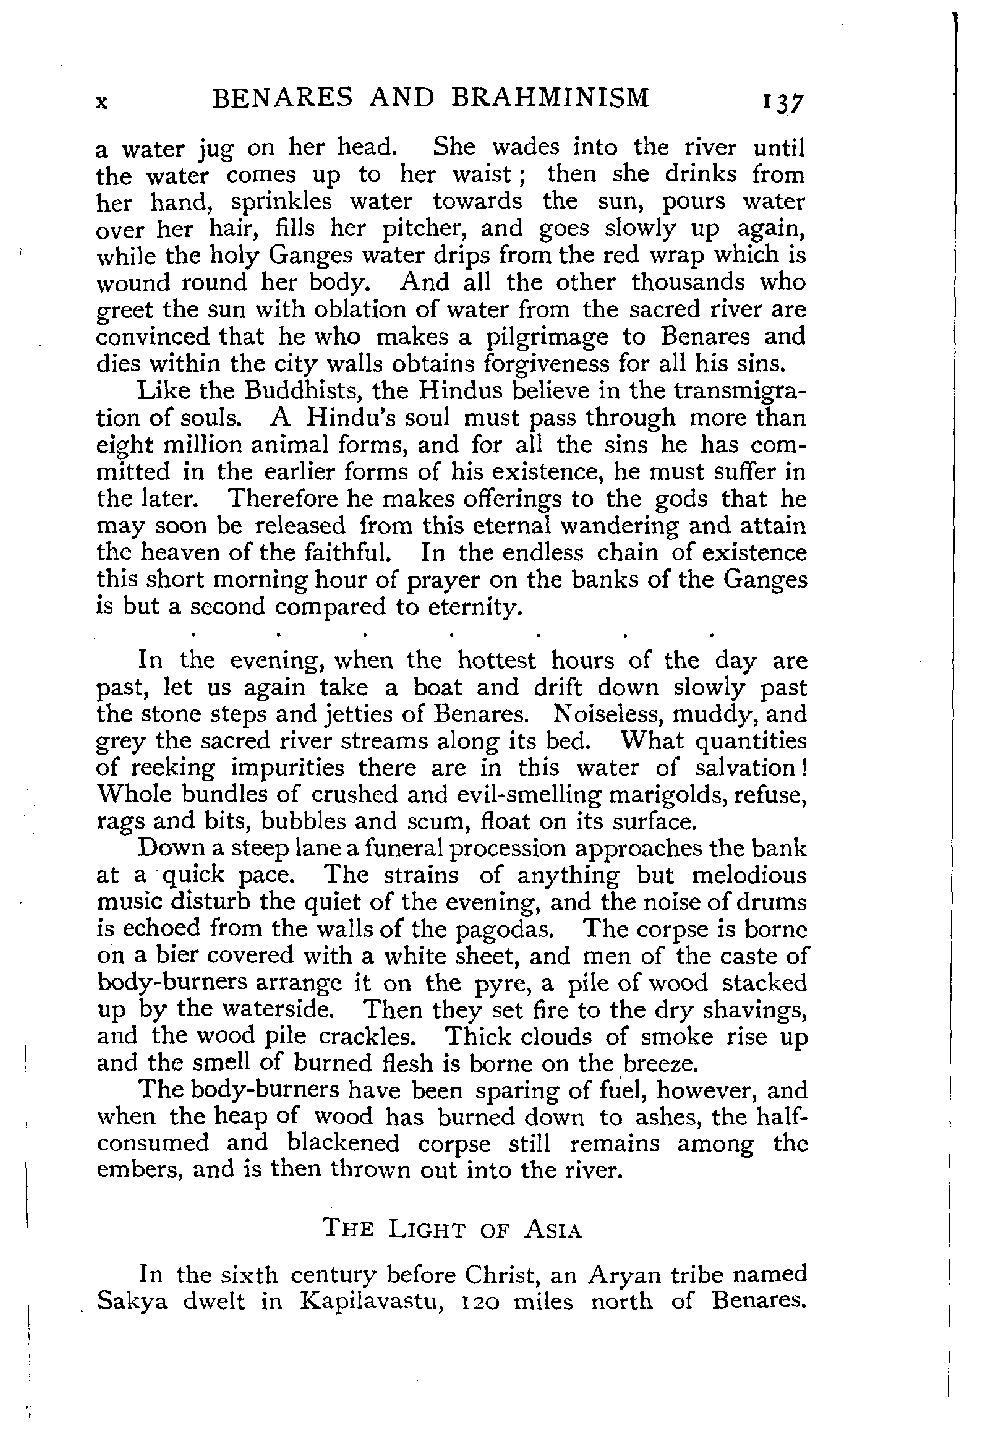 x BENARES AND BRAHMINISM 137
a water jug on her head. She wades into the river until
the water comes up to her waist ; then she drinks from
her hand, sprinkles water towards the sun, pours water
over her hair, fills her pitcher, and goes slowly up again,
while the holy Ganges water drips from the red wrap which is
wound round her body. And all the other thousands who
greet the sun with oblation of water from the sacred river are
convinced that he who makes a pilgrimage to Benares and
dies within the city walls obtains forgiveness for all his sins.
Like the Buddhists, the Hindus believe in the transmigra-
tion of souls. A Hindu's soul must pass through more than
eight million animal forms, and for all the sins he has com-
mitted in the earlier forms of his existence, he must suffer in
the later. Therefore he makes offerings to the gods that he
may soon be released from this eternal wandering and attain
the heaven of the faithful. In the endless chain of existence
this short morning hour of prayer on the banks of the Ganges
is but a second compared to eternity.
. . . . . . .
In the evening, when the hottest hours of the day are
past, let us again take a boat and drift down slowly past
the stone steps and jetties of Benares. Noiseless, muddy, and
grey the sacred river streams along its bed. What quantities
of reeking impurities there are in this water of salvation !
Whole bundles of crushed and evil-smelling marigolds, refuse,
rags and bits, bubbles and scum, float on its surface.
Down a steep lane a funeral procession approaches the bank
at a quick pace. The strains of anything but melodious
music disturb the quiet of the evening, and the noise of drums
is echoed from the walls of the pagodas. The corpse is borne
on a bier covered with a white sheet, and men of the caste of
body-burners arrange it on the pyre, a pile of wood stacked
up by the waterside. Then they set fire to the dry shavings,
and the wood pile crackles. Thick clouds of smoke rise up
and the smell of burned flesh is borne on the breeze.
The body-burners have been sparing of fuel, however, and
when the heap of wood has burned down to ashes, the half-
consumed and blackened corpse still remains among the
embers, and is then thrown out into the river.
THE LIGHT OF ASIA
In the sixth century before Christ, an Aryan tribe named
Sakya dwelt in Kapilavastu, 120 miles north of Benares.